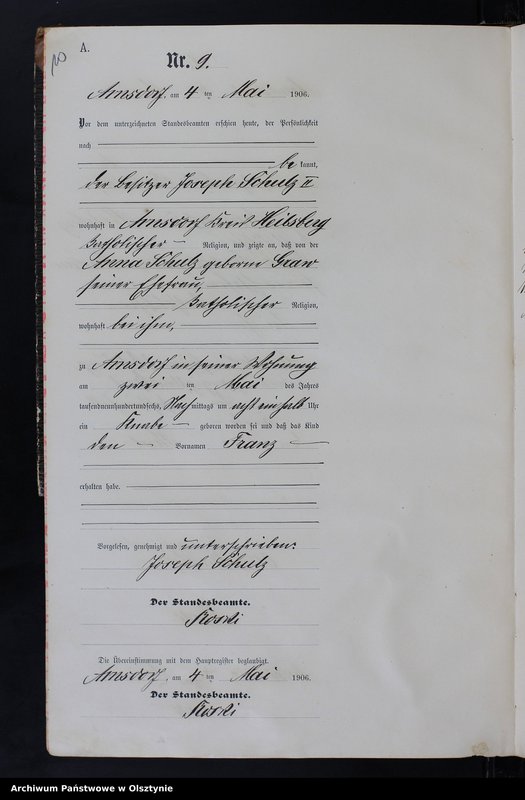 A.
Nr. 9.
Arnsdorf, am 4 ten Mai 1906.
Vor dem unterzeichneten Standesbeamten erschien heute, der Persönlichkeit
nach
be kannt,
der Besitzer Joseph Schulz II
wohnhaft in Arnsdorf Kreis Heilsberg
katholischer Religion, und zeigte an, daß von der
Anna Schulz geborne Graw
seiner Ehefrau,
katholischer Religion,
wohnhaft bei ihm,
zu Arnsdorf in seiner Wohnung
am zwei ten Mai des Jahres
tausendneunhundertundsechs, Nachmittags um acht ein halb Uhr
ein Knabe geboren worden sei und daß das Kind
den Vornamen Franz
erhalten habe.
Vorgelesen, genehmigt und unterschrieben:
Joseph Schulz
Der Standesbeamte.
Die Übereinstimmung mit dem Hauptregister beglaubigt.
Arnsdorf, am 4 ten Mai 1906.
Der Standesbeamte.
Archiwum Państwowe w Olsztynie